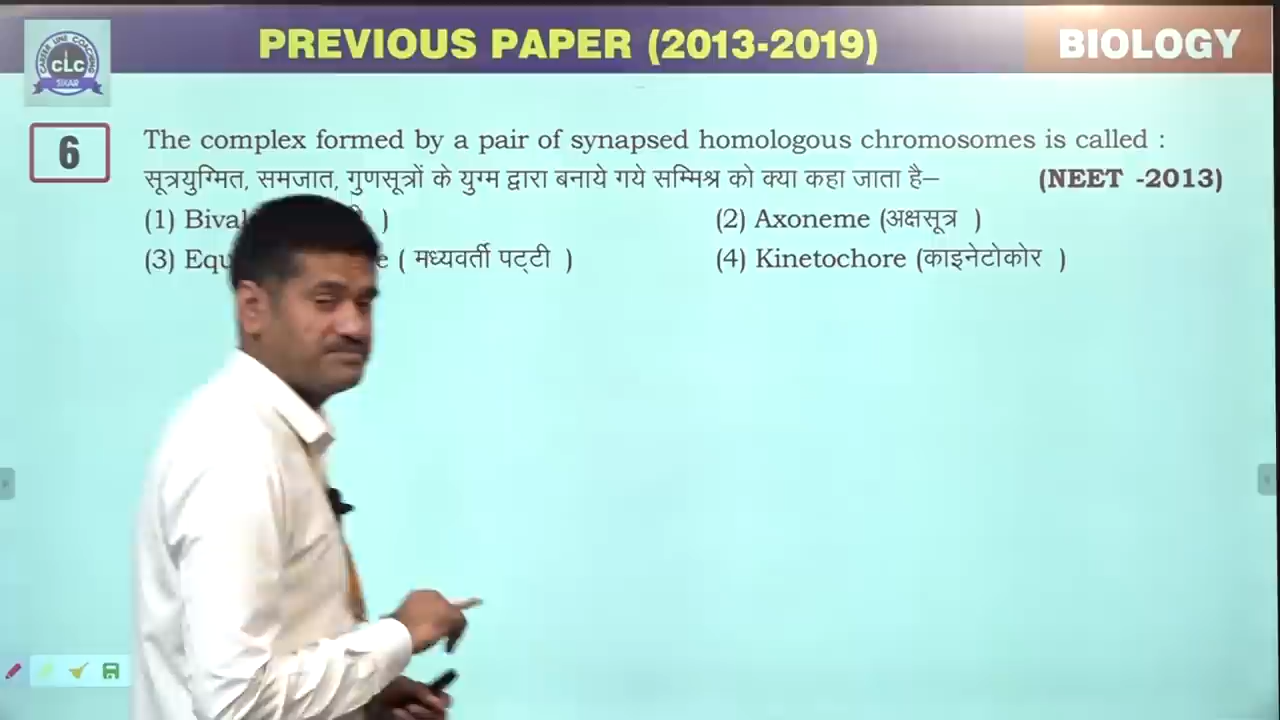 PREVIOUS PAPER (2013-2019)
BIOLOGY
CLC
SIKAR
6
The complex formed by a pair of synapsed homologous chromosomes is called :
सूत्रयुग्मित, समजात, गुणसूत्रों के युग्म द्वारा बनाये गये सम्मिश्र को क्या कहा जाता है–
(NEET -2013)
(1) )
(2) Axoneme (अक्षसूत्र )
(3) ( मध्यवर्ती पट्टी )
(4) Kinetochore (काइनेटोकोर )